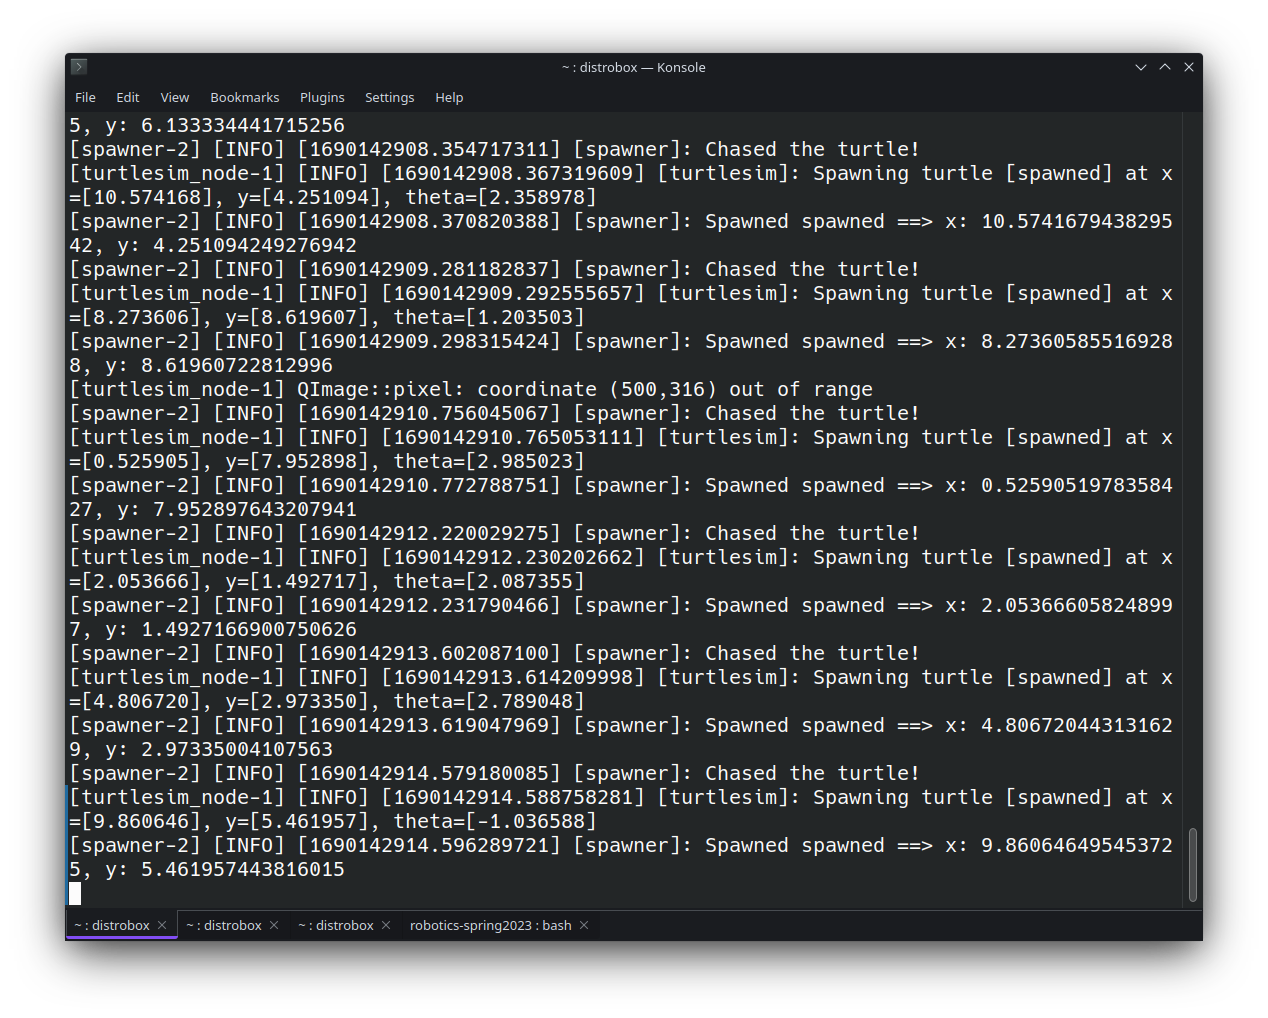 ~ : distrobox — Konsole
File Edit View Bookmarks Plugins Settings Help
5, y: 6.133334441715256
[spawner-2] [INFO] [1690142908.354717311] [spawner]: Chased the turtle!
[turtlesim_node-1] [INFO] [1690142908.367319609] [turtlesim]: Spawning turtle [spawned] at x
=[10.574168], y=[4.251094], theta=[2.358978]
[spawner-2] [INFO] [1690142908.370820388] [spawner]: Spawned spawned ==> x: 10.5741679438295
42, y: 4.251094249276942
[spawner-2] [INFO] [1690142909.281182837] [spawner]: Chased the turtle!
[turtlesim_node-1] [INFO] [1690142909.292555657] [turtlesim]: Spawning turtle [spawned] at x
=[8.273606], y=[8.619607], theta=[1.203503]
[spawner-2] [INFO] [1690142909.298315424] [spawner]: Spawned spawned ==> x: 8.27360585516928
8, y: 8.61960722812996
[turtlesim_node-1] QImage::pixel: coordinate (500,316) out of range
[spawner-2] [INFO] [1690142910.756045067] [spawner]: Chased the turtle!
[turtlesim_node-1] [INFO] [1690142910.765053111] [turtlesim]: Spawning turtle [spawned] at x
=[0.525905], y=[7.952898], theta=[2.985023]
[spawner-2] [INFO] [1690142910.772788751] [spawner]: Spawned spawned ==> x: 0.52590519783584
27, y: 7.952897643207941
[spawner-2] [INFO] [1690142912.220029275] [spawner]: Chased the turtle!
[turtlesim_node-1] [INFO] [1690142912.230202662] [turtlesim]: Spawning turtle [spawned] at x
=[2.053666], y=[1.492717], theta=[2.087355]
[spawner-2] [INFO] [1690142912.231790466] [spawner]: Spawned spawned ==> x: 2.05366605824899
7, y: 1.4927166900750626
[spawner-2] [INFO] [1690142913.602087100] [spawner]: Chased the turtle!
[turtlesim_node-1] [INFO] [1690142913.614209998] [turtlesim]: Spawning turtle [spawned] at x
=[4.806720], y=[2.973350], theta=[2.789048]
[spawner-2] [INFO] [1690142913.619047969] [spawner]: Spawned spawned ==> x: 4.80672044313162
9, y: 2.97335004107563
[spawner-2] [INFO] [1690142914.579180085] [spawner]: Chased the turtle!
[turtlesim_node-1] [INFO] [1690142914.588758281] [turtlesim]: Spawning turtle [spawned] at x
=[9.860646], y=[5.461957], theta=[-1.036588]
[spawner-2] [INFO] [1690142914.596289721] [spawner]: Spawned spawned ==> x: 9.86064649545372
5, y: 5.461957443816015
~ : distrobox ~ : distrobox ~ : distrobox robotics-spring2023 : bash